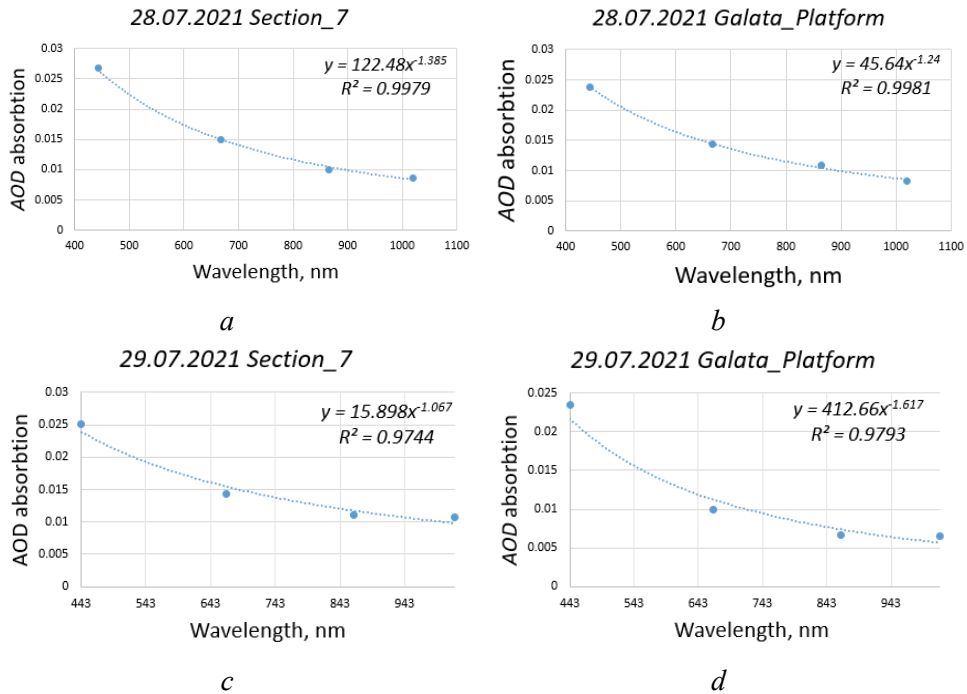 28.07.2021 Section_7
y = 122.48x^-1.385
R² = 0.9979
0.03
0.025
0.02
0.015
0.01
0.005
0
400 500 600 700 800 900 1000 1100
AOD absorbtion
Wavelength, nm
a
28.07.2021 Galata_Platform
y = 45.64x^-1.24
R² = 0.9981
0.03
0.025
0.02
0.015
0.01
0.005
0
400 500 600 700 800 900 1000 1100
AOD absorbtion
Wavelength, nm
b
29.07.2021 Section_7
y = 15.898x^-1.067
R² = 0.9744
0.03
0.025
0.02
0.015
0.01
0.005
0
443 543 643 743 843 943
AOD absorbtion
Wavelength, nm
c
29.07.2021 Galata_Platform
y = 412.66x^-1.617
R² = 0.9793
0.025
0.02
0.015
0.01
0.005
0
443 543 643 743 843 943
AOD absorbtion
Wavelength, nm
d